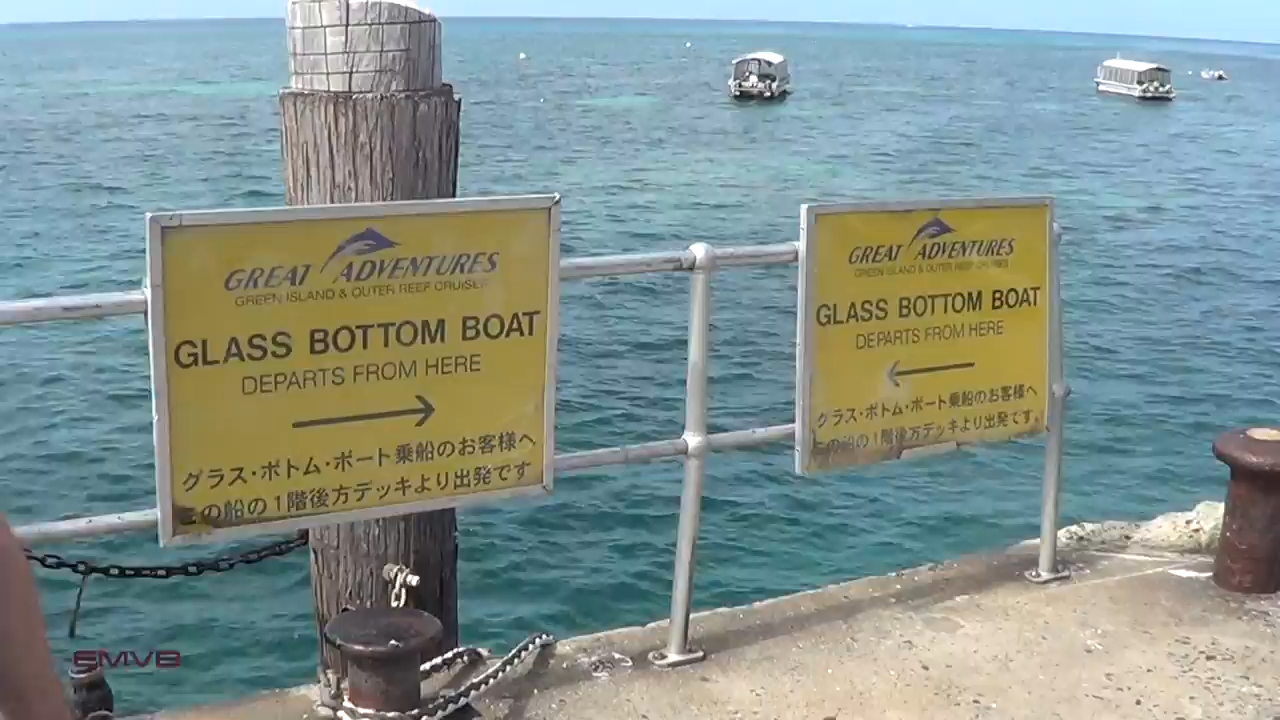 GREAT ADVENTURES
GREEN ISLAND & OUTER REEF CRUISES
GLASS BOTTOM BOAT
DEPARTS FROM HERE
グラス・ボトム・ボート乗船のお客様へ
この船の1階後方デッキより出発です
GREAT ADVENTURES
GREEN ISLAND & OUTER REEF CRUISES
GLASS BOTTOM BOAT
DEPARTS FROM HERE
グラス・ボトム・ボート乗船のお客様へ
この船の1階後方デッキより出発です。
SMVB